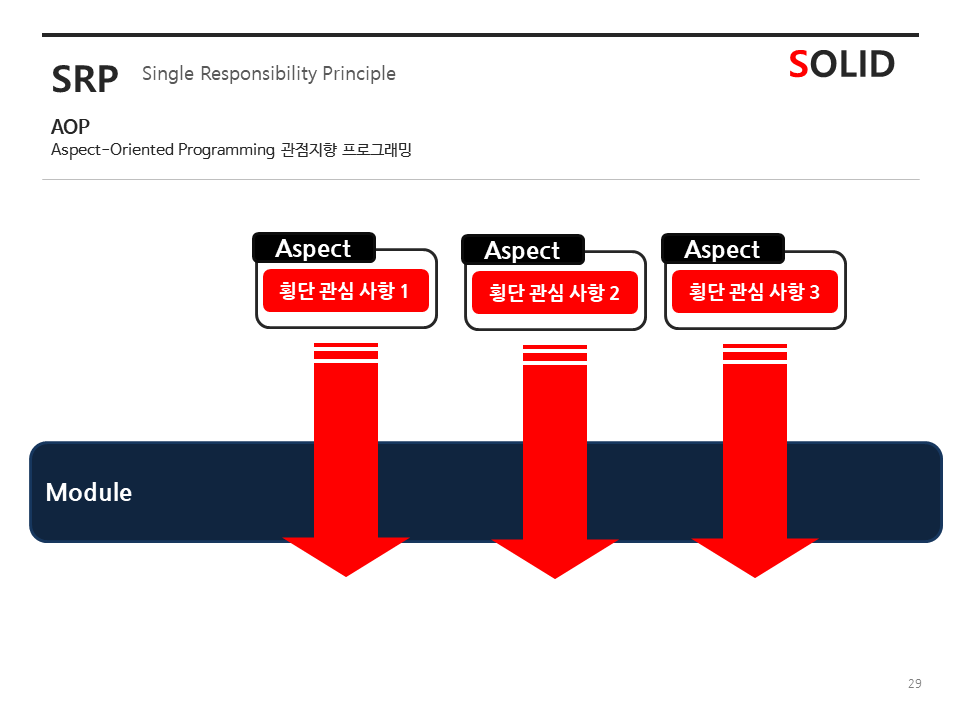 SRP Single Responsibility Principle
SOLID
AOP
Aspect-Oriented Programming 관점지향 프로그래밍
Aspect
횡단 관심 사항 1
Aspect
횡단 관심 사항 2
Aspect
횡단 관심 사항 3
Module
29